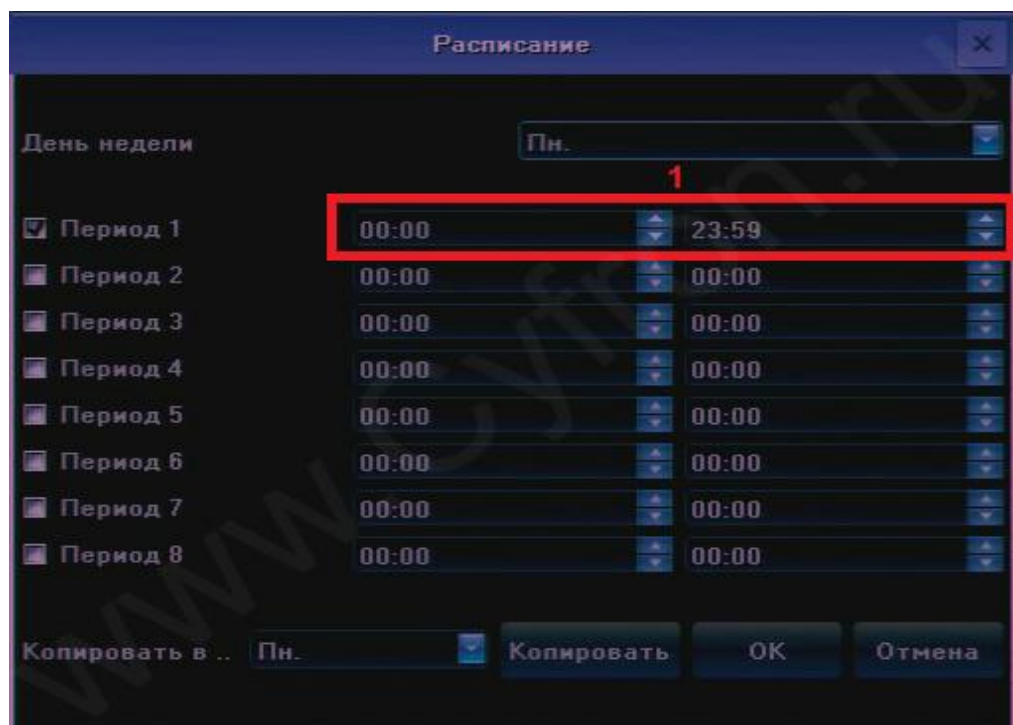 Расписание
День недели Пн.
1
Период 1 00:00 23:59
Период 2 00:00 00:00
Период 3 00:00 00:00
Период 4 00:00 00:00
Период 5 00:00 00:00
Период 6 00:00 00:00
Период 7 00:00 00:00
Период 8 00:00 00:00
Копировать в .. Пн. Копировать ОК Отмена
www.Cyfron.ru